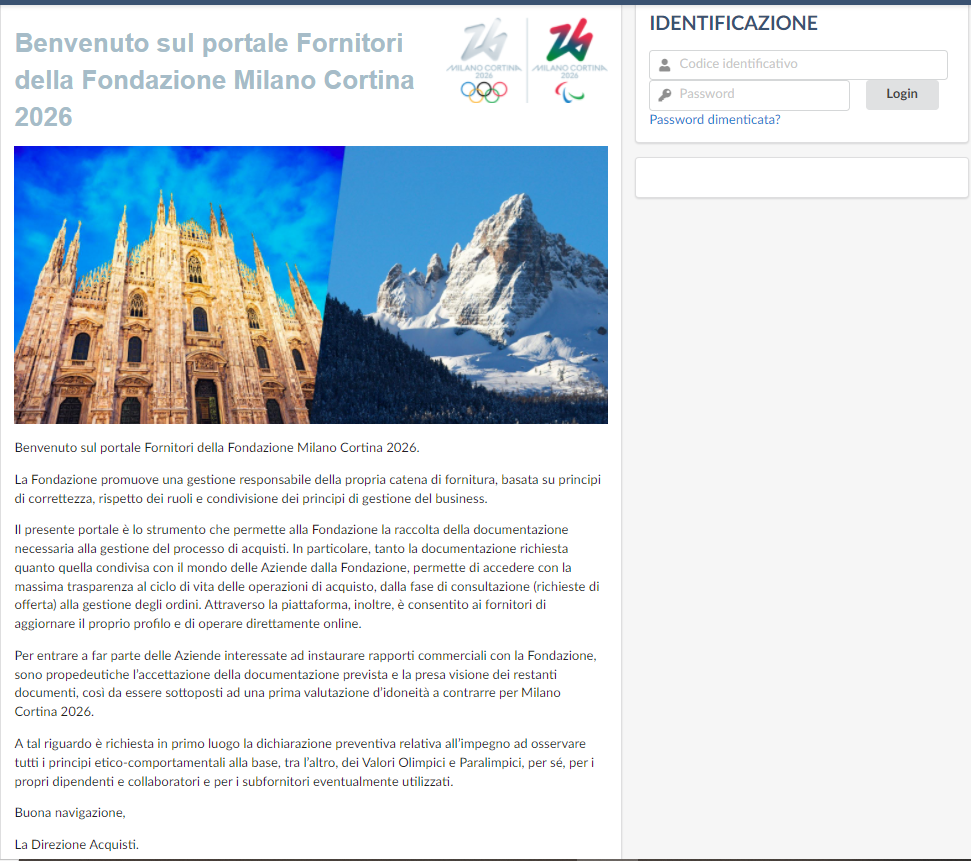 Benvenuto sul portale Fornitori
della Fondazione Milano Cortina
2026
MILANO CORTINA
2026
MILANO CORTINA
2026
IDENTIFICAZIONE
Codice identificativo
Password
Login
Password dimenticata?
Benvenuto sul portale Fornitori della Fondazione Milano Cortina 2026.
La Fondazione promuove una gestione responsabile della propria catena di fornitura, basata su principi
di correttezza, rispetto dei ruoli e condivisione dei principi di gestione del business.
Il presente portale è lo strumento che permette alla Fondazione la raccolta della documentazione
necessaria alla gestione del processo di acquisti. In particolare, tanto la documentazione richiesta
quanto quella condivisa con il mondo delle Aziende dalla Fondazione, permette di accedere con la
massima trasparenza al ciclo di vita delle operazioni di acquisto, dalla fase di consultazione (richieste di
offerta) alla gestione degli ordini. Attraverso la piattaforma, inoltre, è consentito ai fornitori di
aggiornare il proprio profilo e di operare direttamente online.
Per entrare a far parte delle Aziende interessate ad instaurare rapporti commerciali con la Fondazione,
sono propedeutiche l’accettazione della documentazione prevista e la presa visione dei restanti
documenti, così da essere sottoposti ad una prima valutazione d’idoneità a contrarre per Milano
Cortina 2026.
A tal riguardo è richiesta in primo luogo la dichiarazione preventiva relativa all’impegno ad osservare
tutti i principi etico-comportamentali alla base, tra l’altro, dei Valori Olimpici e Paralimpici, per sé, per i
propri dipendenti e collaboratori e per i subfornitori eventualmente utilizzati.
Buona navigazione,
La Direzione Acquisti.